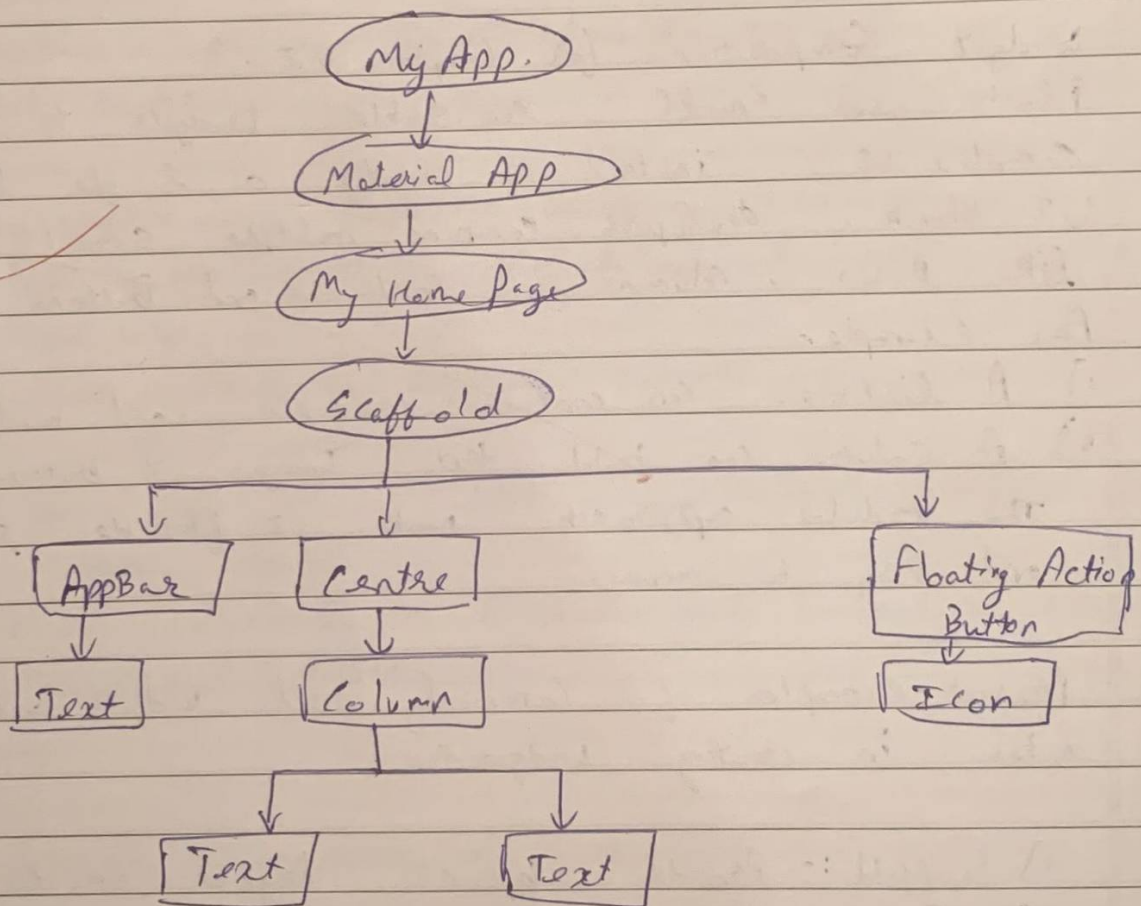 My App.
Material App
My Home Page
Scaffold
AppBar
Centre
Floating Action
Button
Text
Column
Icon
Text
Text